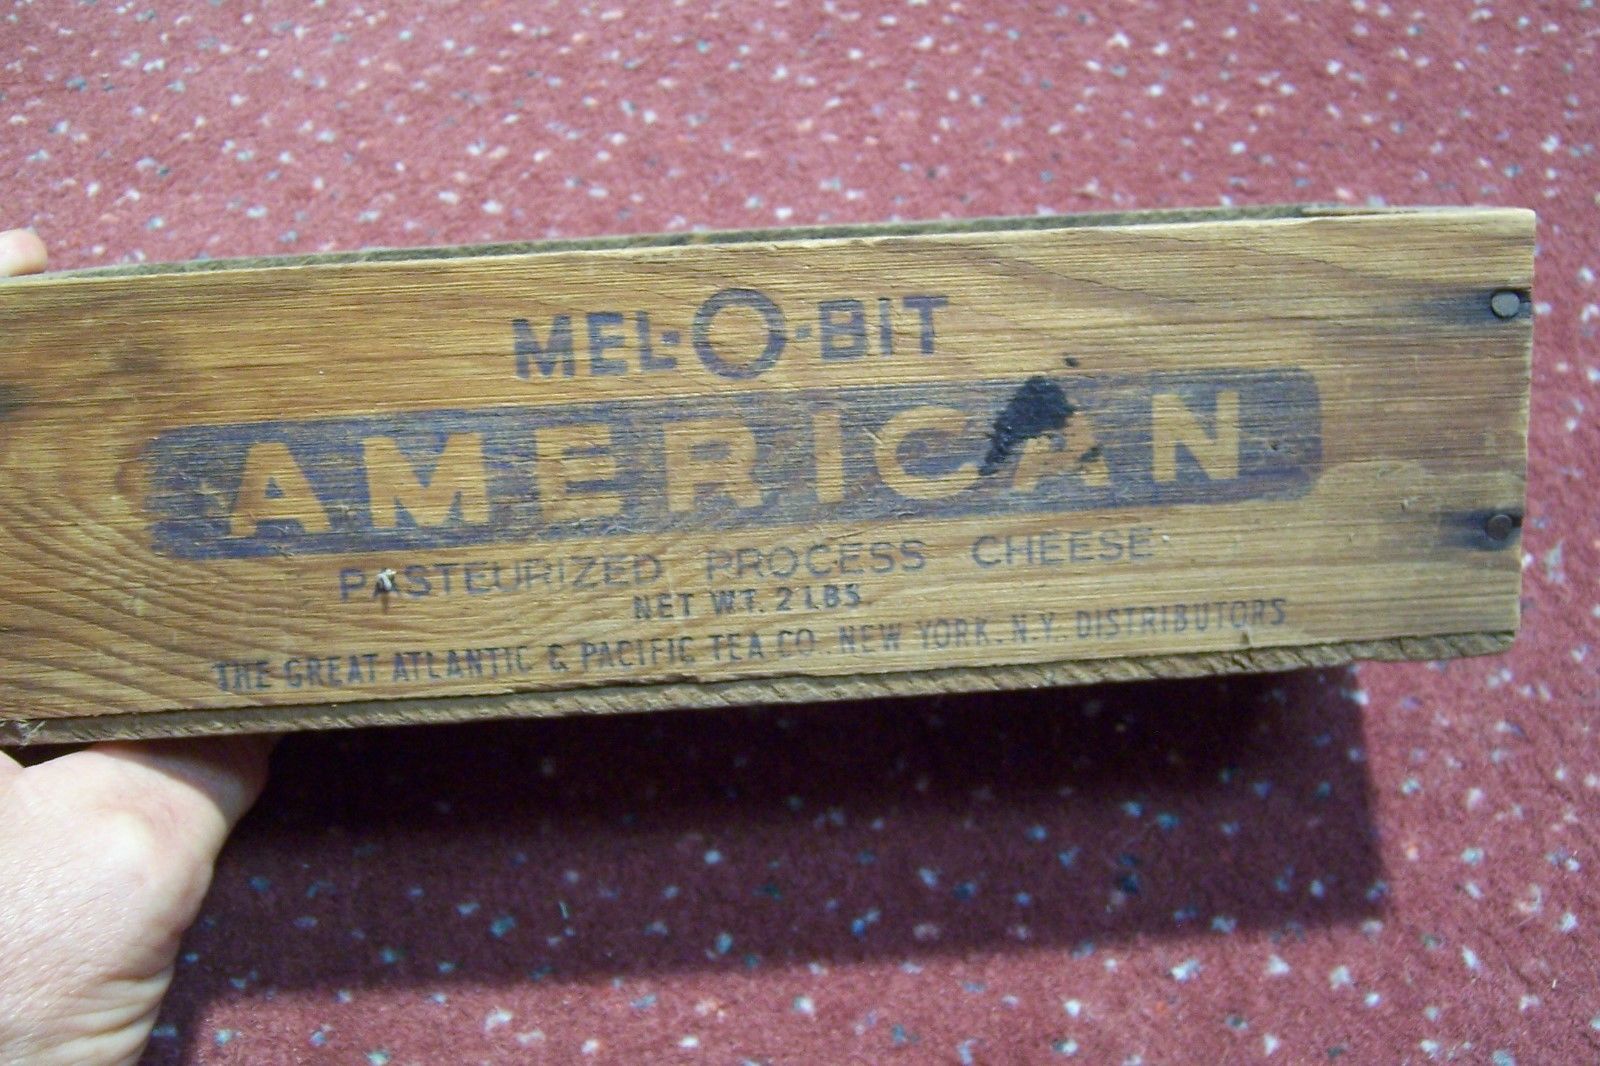 MEL-O-BIT
AMERICAN
PASTEURIZED PROCESS CHEESE
NET WT. 2 LBS.
THE GREAT ATLANTIC & PACIFIC TEA CO. NEW YORK, N.Y. DISTRIBUTORS